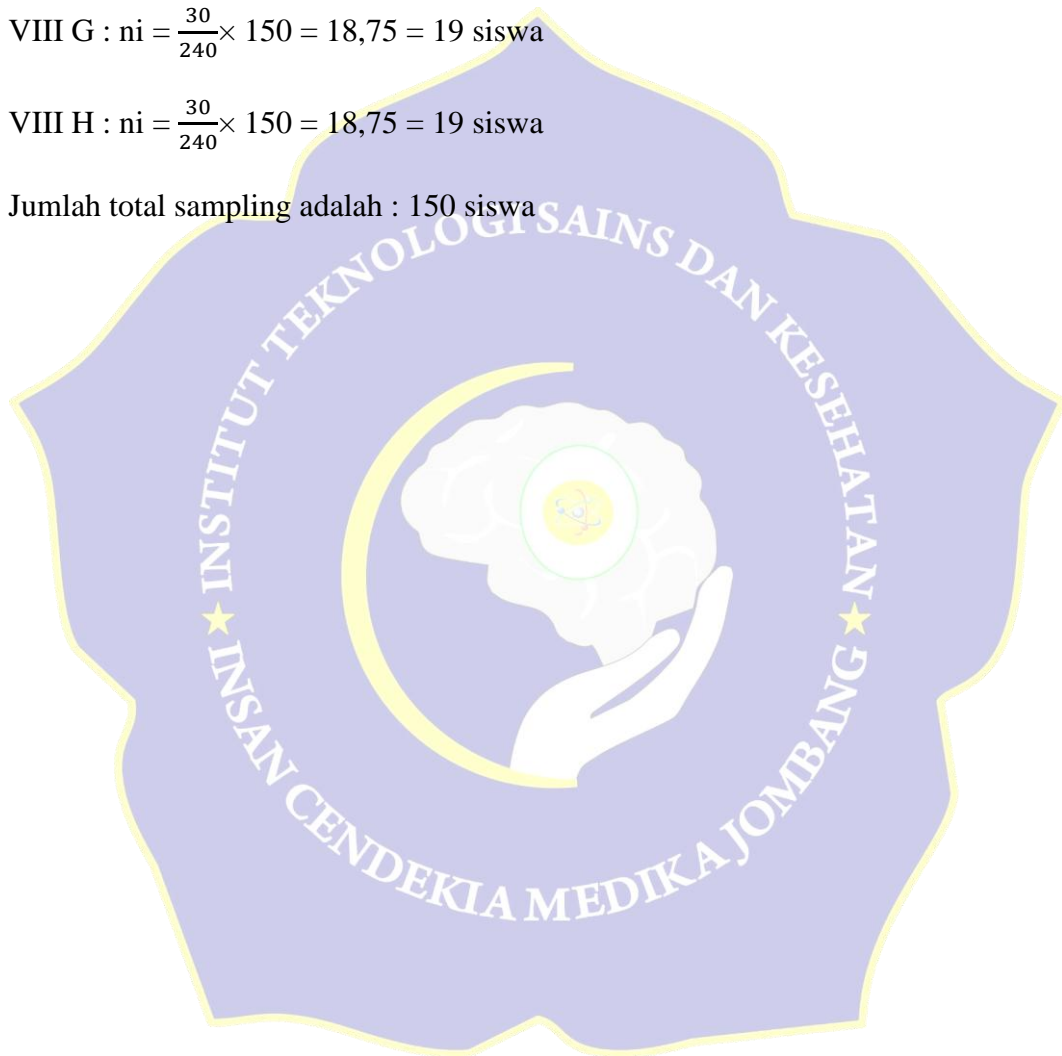 VIII G : ni = 30/240 × 150 = 18,75 = 19 siswa
VIII H : ni = 30/240 × 150 = 18,75 = 19 siswa
Jumlah total sampling adalah : 150 siswa
INSTITUT TEKNOLOGI SAINS DAN KESEHATAN
★ INSAN CENDEKIA MEDIKA JOMBANG ★